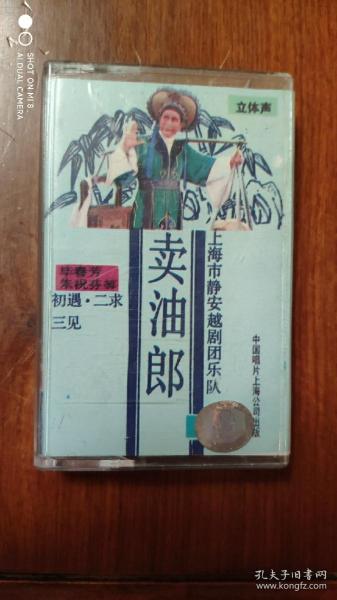 SHOT ON MI 8
AI DUAL CAMERA
立体声
毕春芳
朱祝芬等
初遇·二求
三见
卖油郎
上海市静安越剧团乐队
中国唱片上海公司出版
孔夫子旧书网
www.kongfz.com